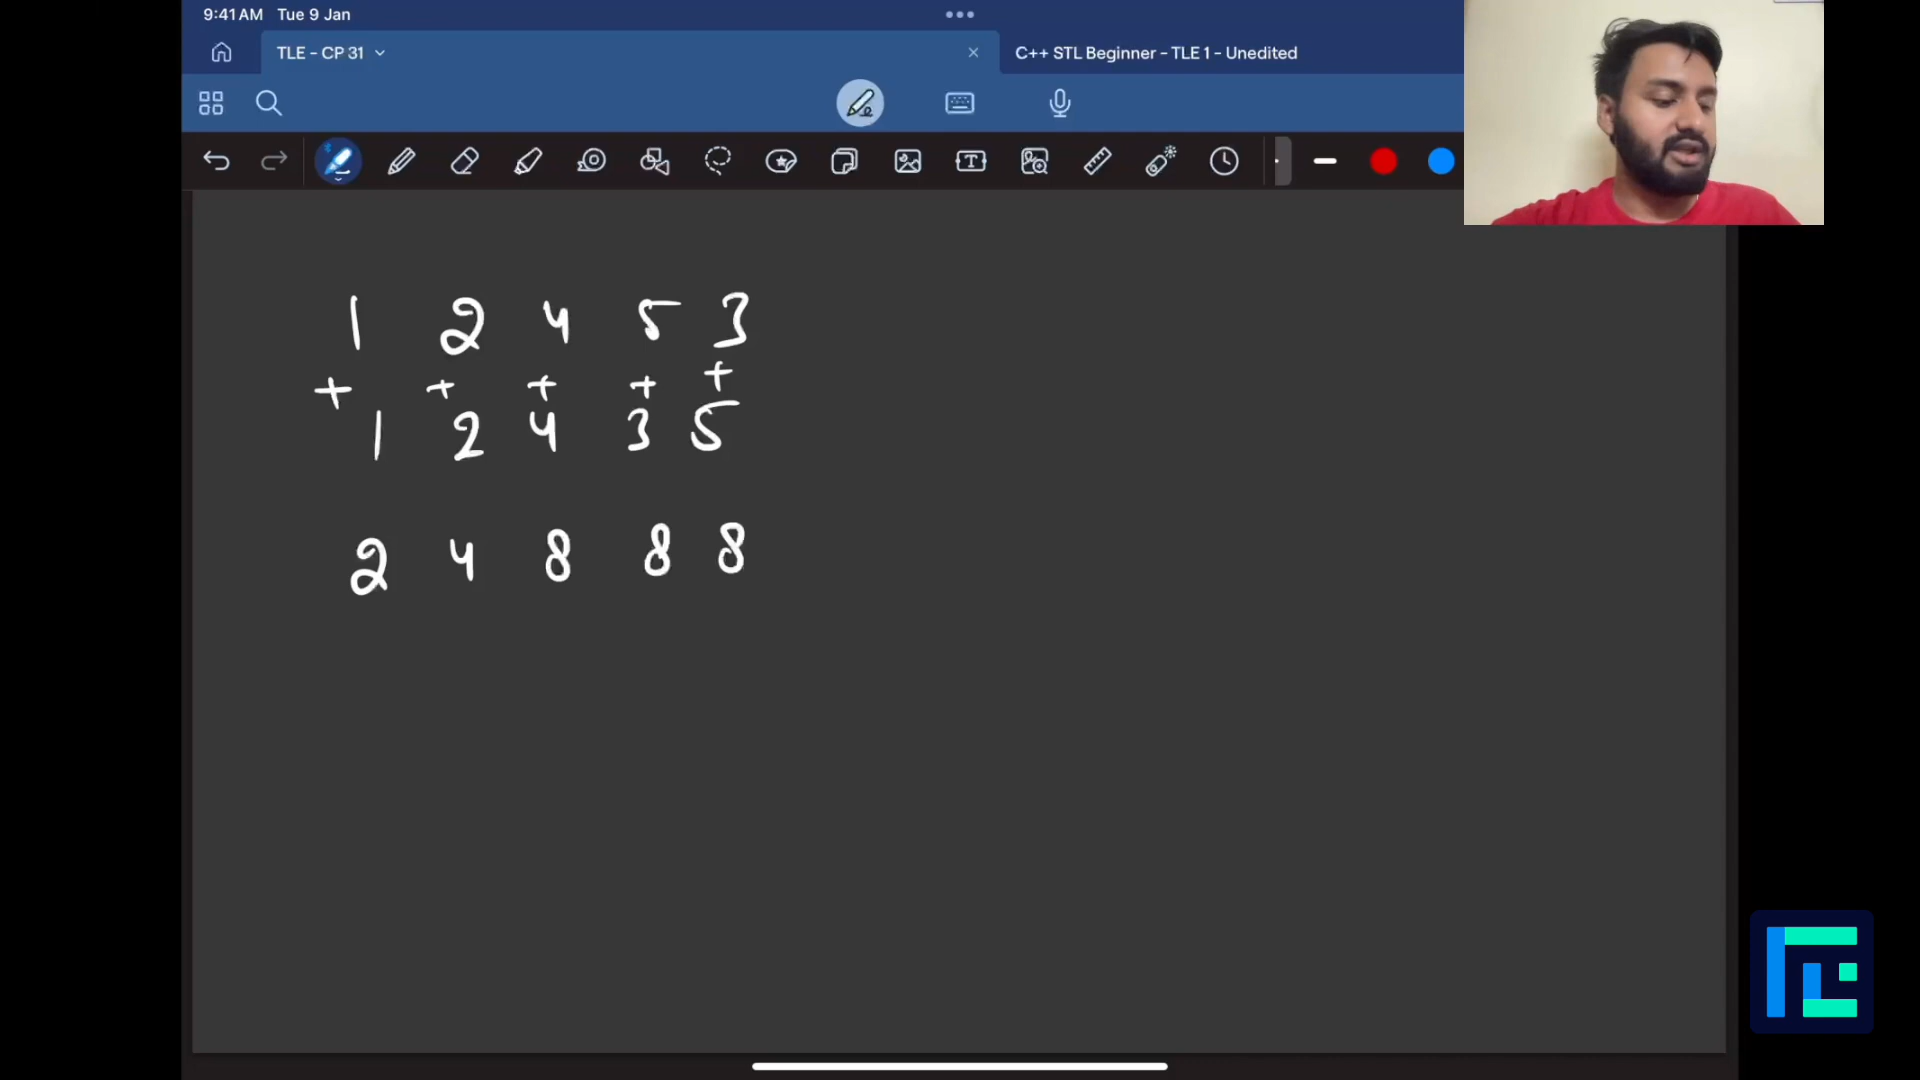 9:41 AM Tue 9 Jan
TLE - CP 31
C++ STL Beginner - TLE 1 - Unedited
1 2 4 5 3
+ + + + +
1 2 4 3 5
2 4 8 8 8